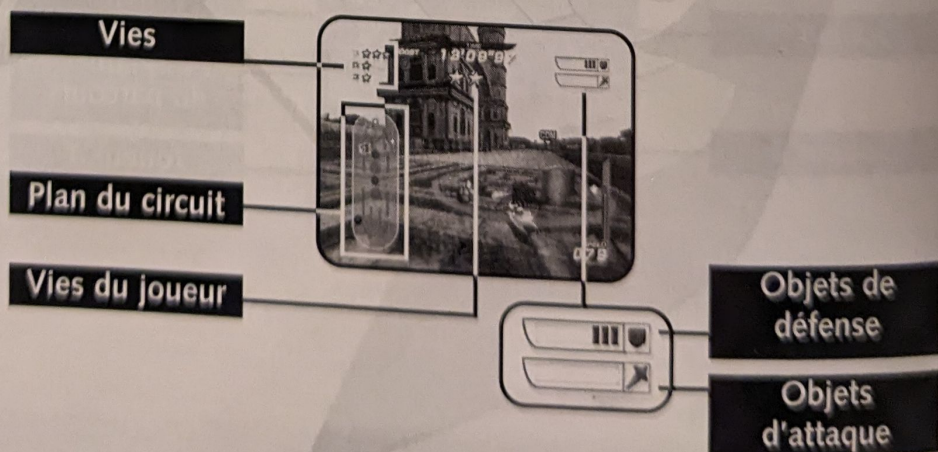 Vies
Plan du circuit
Vies du joueur
Objets de
défense
Objets
d'attaque